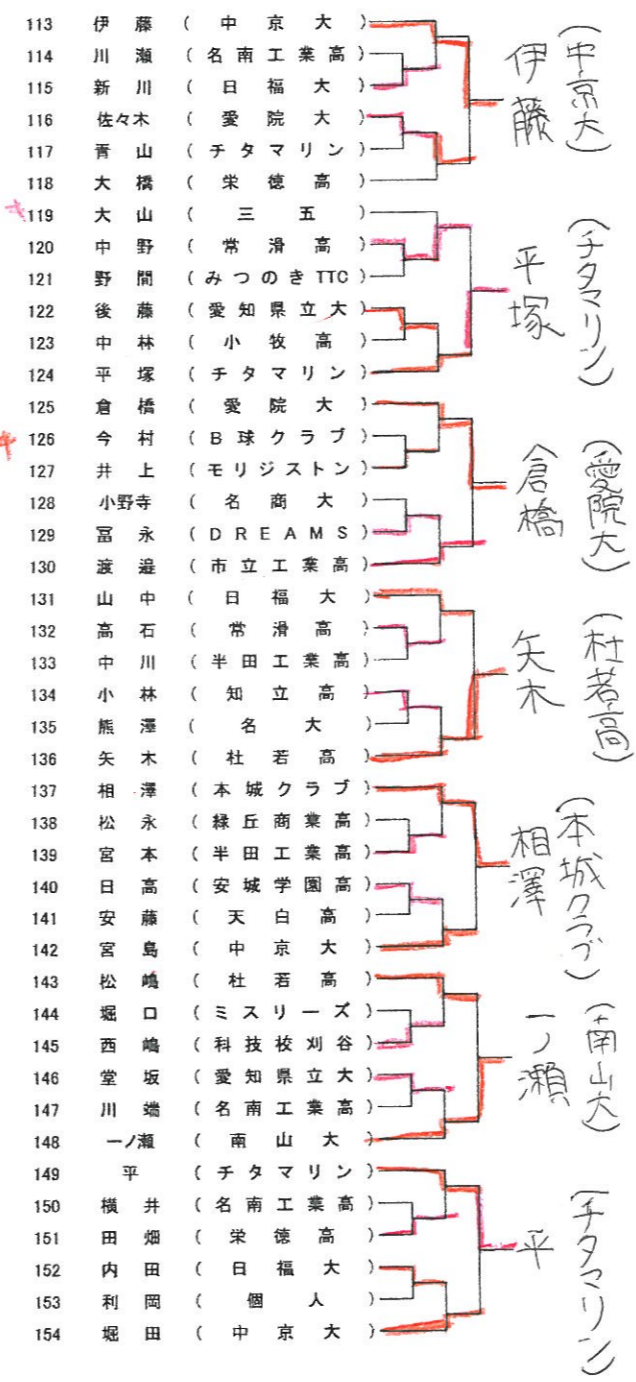 113 伊藤 (中京大)
114 川瀬 (名南工業高)
115 新川 (日福大)
116 佐々木 (愛院大)
117 青山 (チタマリン)
118 大橋 (栄徳高)
119 大山 (三五)
120 中野 (常滑高)
121 野間 (みつのきTTC)
122 後藤 (愛知県立大)
123 中林 (小牧高)
124 平塚 (チタマリン)
125 倉橋 (愛院大)
126 今村 (B球クラブ)
127 井上 (モリジストン)
128 小野寺 (名商大)
129 冨永 (DREAMS)
130 渡邉 (市立工業高)
131 山中 (日福大)
132 高石 (常滑高)
133 中川 (半田工業高)
134 小林 (知立高)
135 熊澤 (名大)
136 矢木 (杜若高)
137 相澤 (本城クラブ)
138 松永 (緑丘商業高)
139 宮本 (半田工業高)
140 日高 (安城学園高)
141 安藤 (天白高)
142 宮島 (中京大)
143 松嶋 (杜若高)
144 堀口 (ミスリーズ)
145 西嶋 (科技校刈谷)
146 堂坂 (愛知県立大)
147 川端 (名南工業高)
148 一ノ瀬 (南山大)
149 平 (チタマリン)
150 横井 (名南工業高)
151 田畑 (栄徳高)
152 内田 (日福大)
153 利岡 (個人)
154 堀田 (中京大)
伊藤
(中京大)
平塚
(チタマリン)
倉橋
(愛院大)
矢木
(杜若高)
相澤
(本城クラブ)
一ノ瀬
(南山大)
平
(チタマリン)